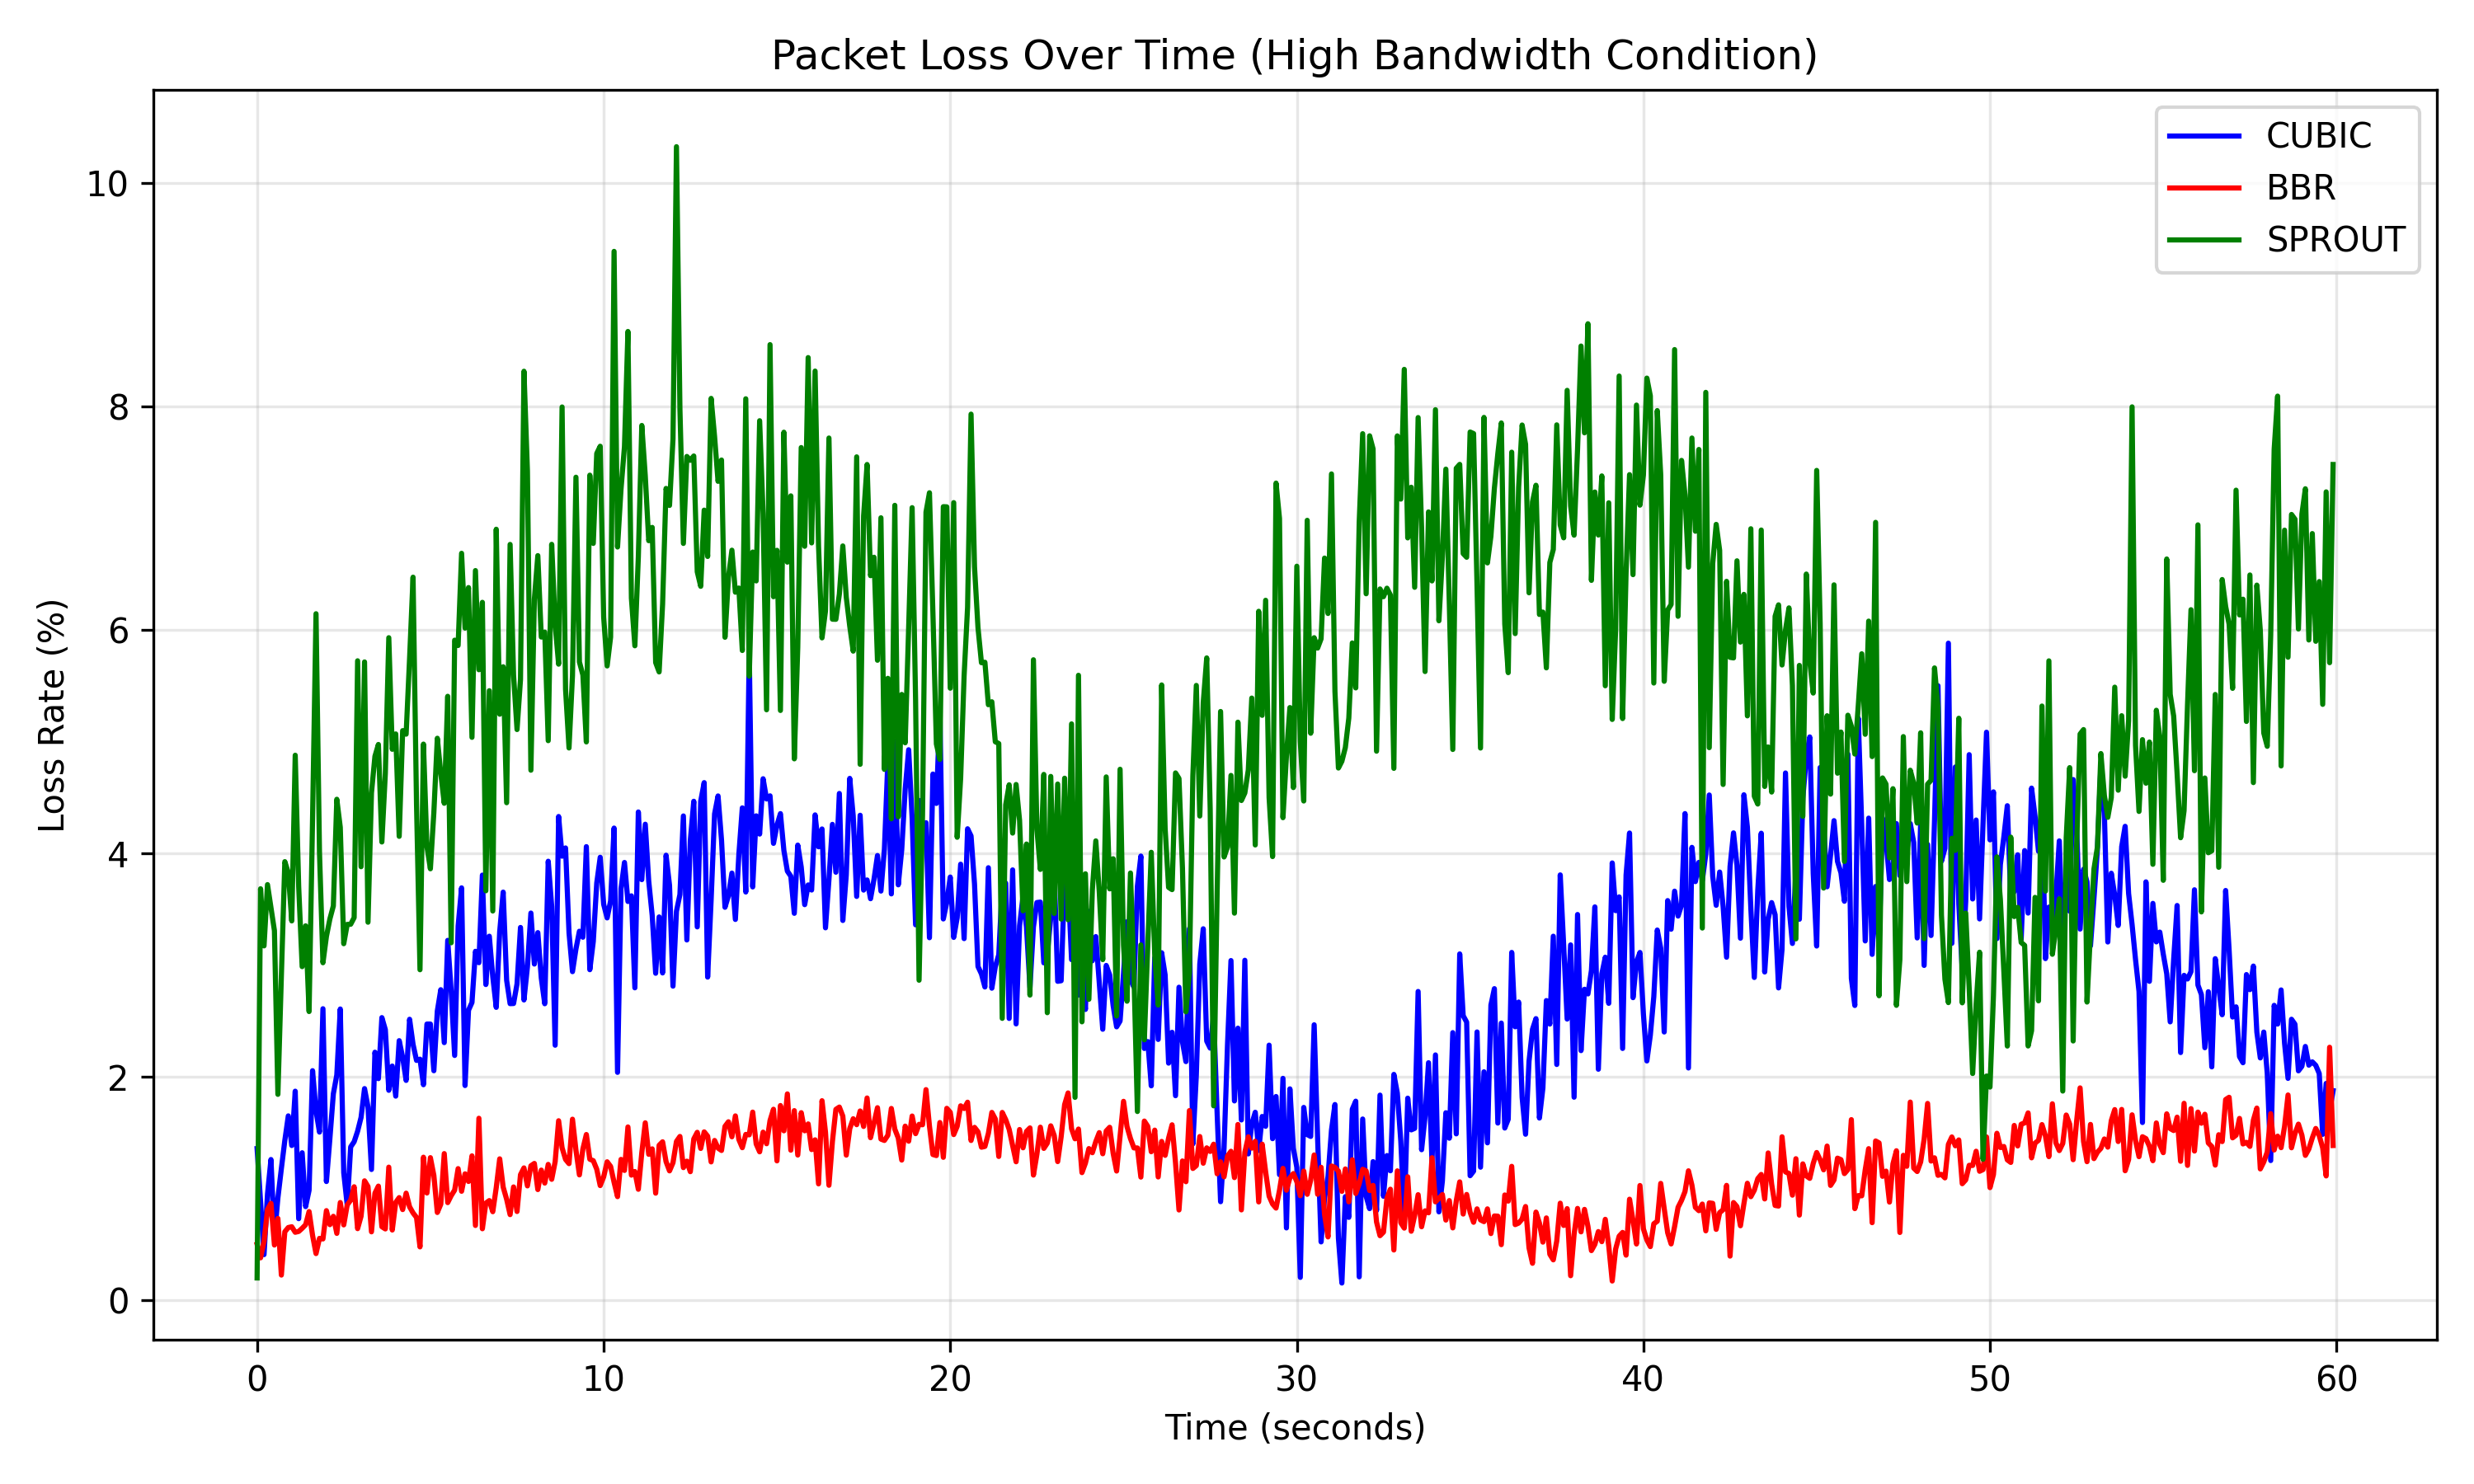 Packet Loss Over Time (High Bandwidth Condition)
CUBIC
BBR
SPROUT
Loss Rate (%)
10
8
6
4
2
0
0 10 20 30 40 50 60
Time (seconds)